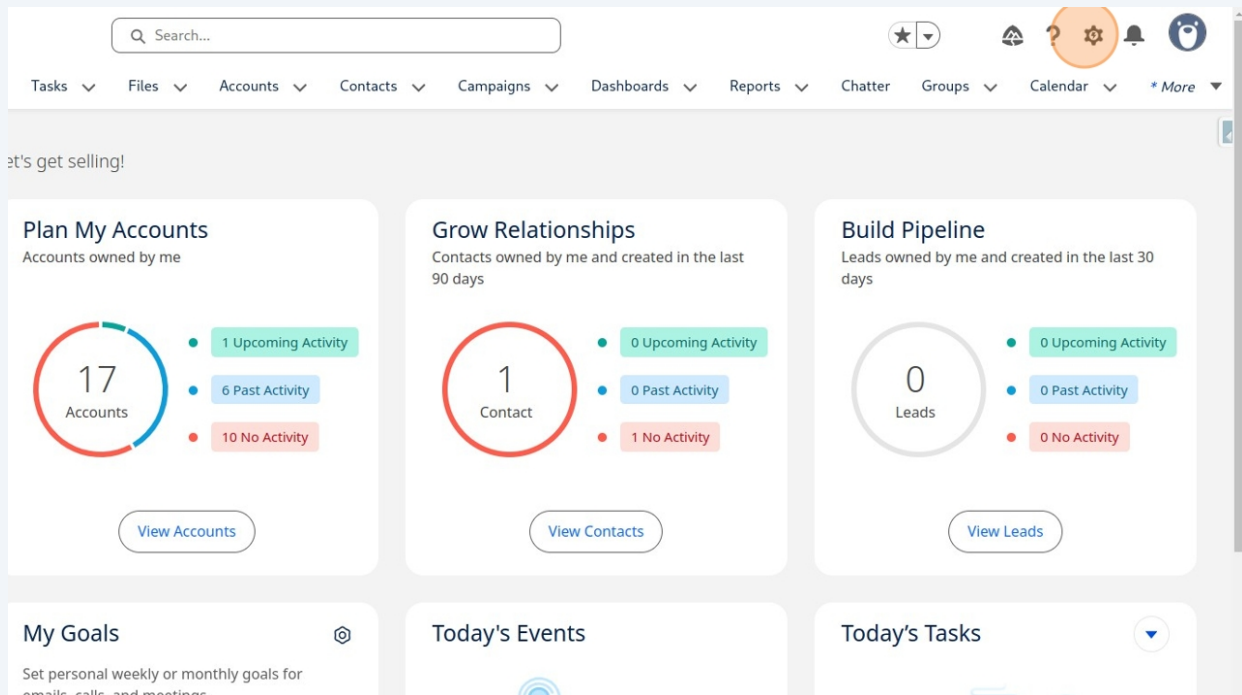 Search...
Tasks Files Accounts Contacts Campaigns Dashboards Reports Chatter Groups Calendar * More
et's get selling!
Plan My Accounts
Accounts owned by me
17
Accounts
1 Upcoming Activity
6 Past Activity
10 No Activity
View Accounts
Grow Relationships
Contacts owned by me and created in the last
90 days
1
Contact
0 Upcoming Activity
0 Past Activity
1 No Activity
View Contacts
Build Pipeline
Leads owned by me and created in the last 30
days
0
Leads
0 Upcoming Activity
0 Past Activity
0 No Activity
View Leads
My Goals
Set personal weekly or monthly goals for
emails, calls, and meetings
Today's Events
Today’s Tasks